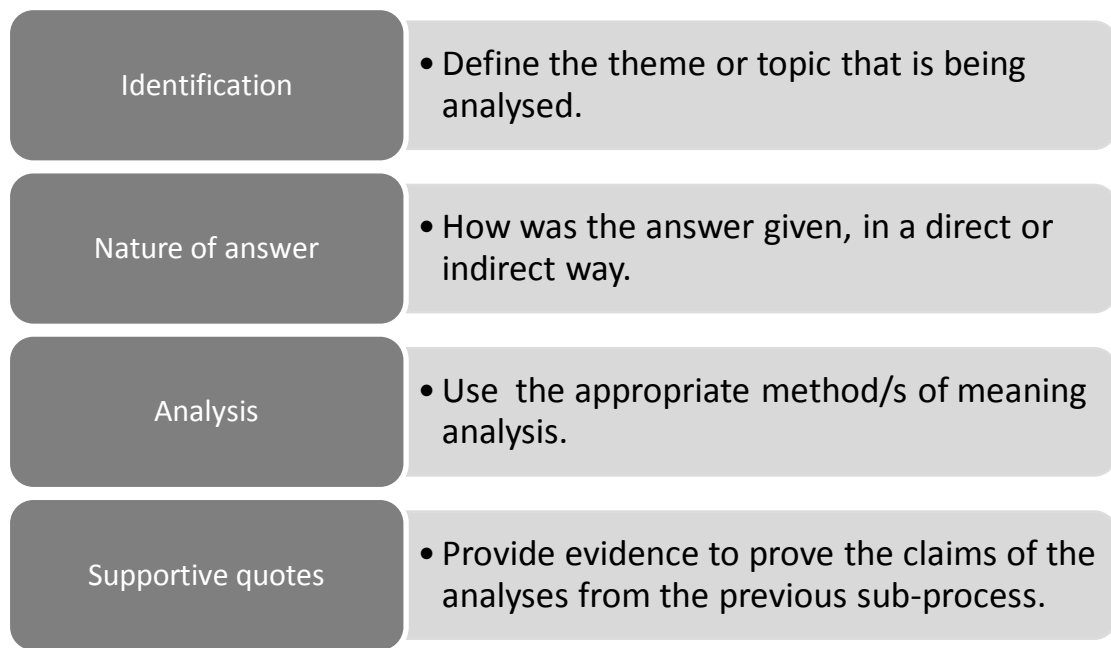 Identification
• Define the theme or topic that is being
analysed.
Nature of answer
• How was the answer given, in a direct or
indirect way.
Analysis
• Use  the appropriate method/s of meaning
analysis.
Supportive quotes
• Provide evidence to prove the claims of the
analyses from the previous sub-process.